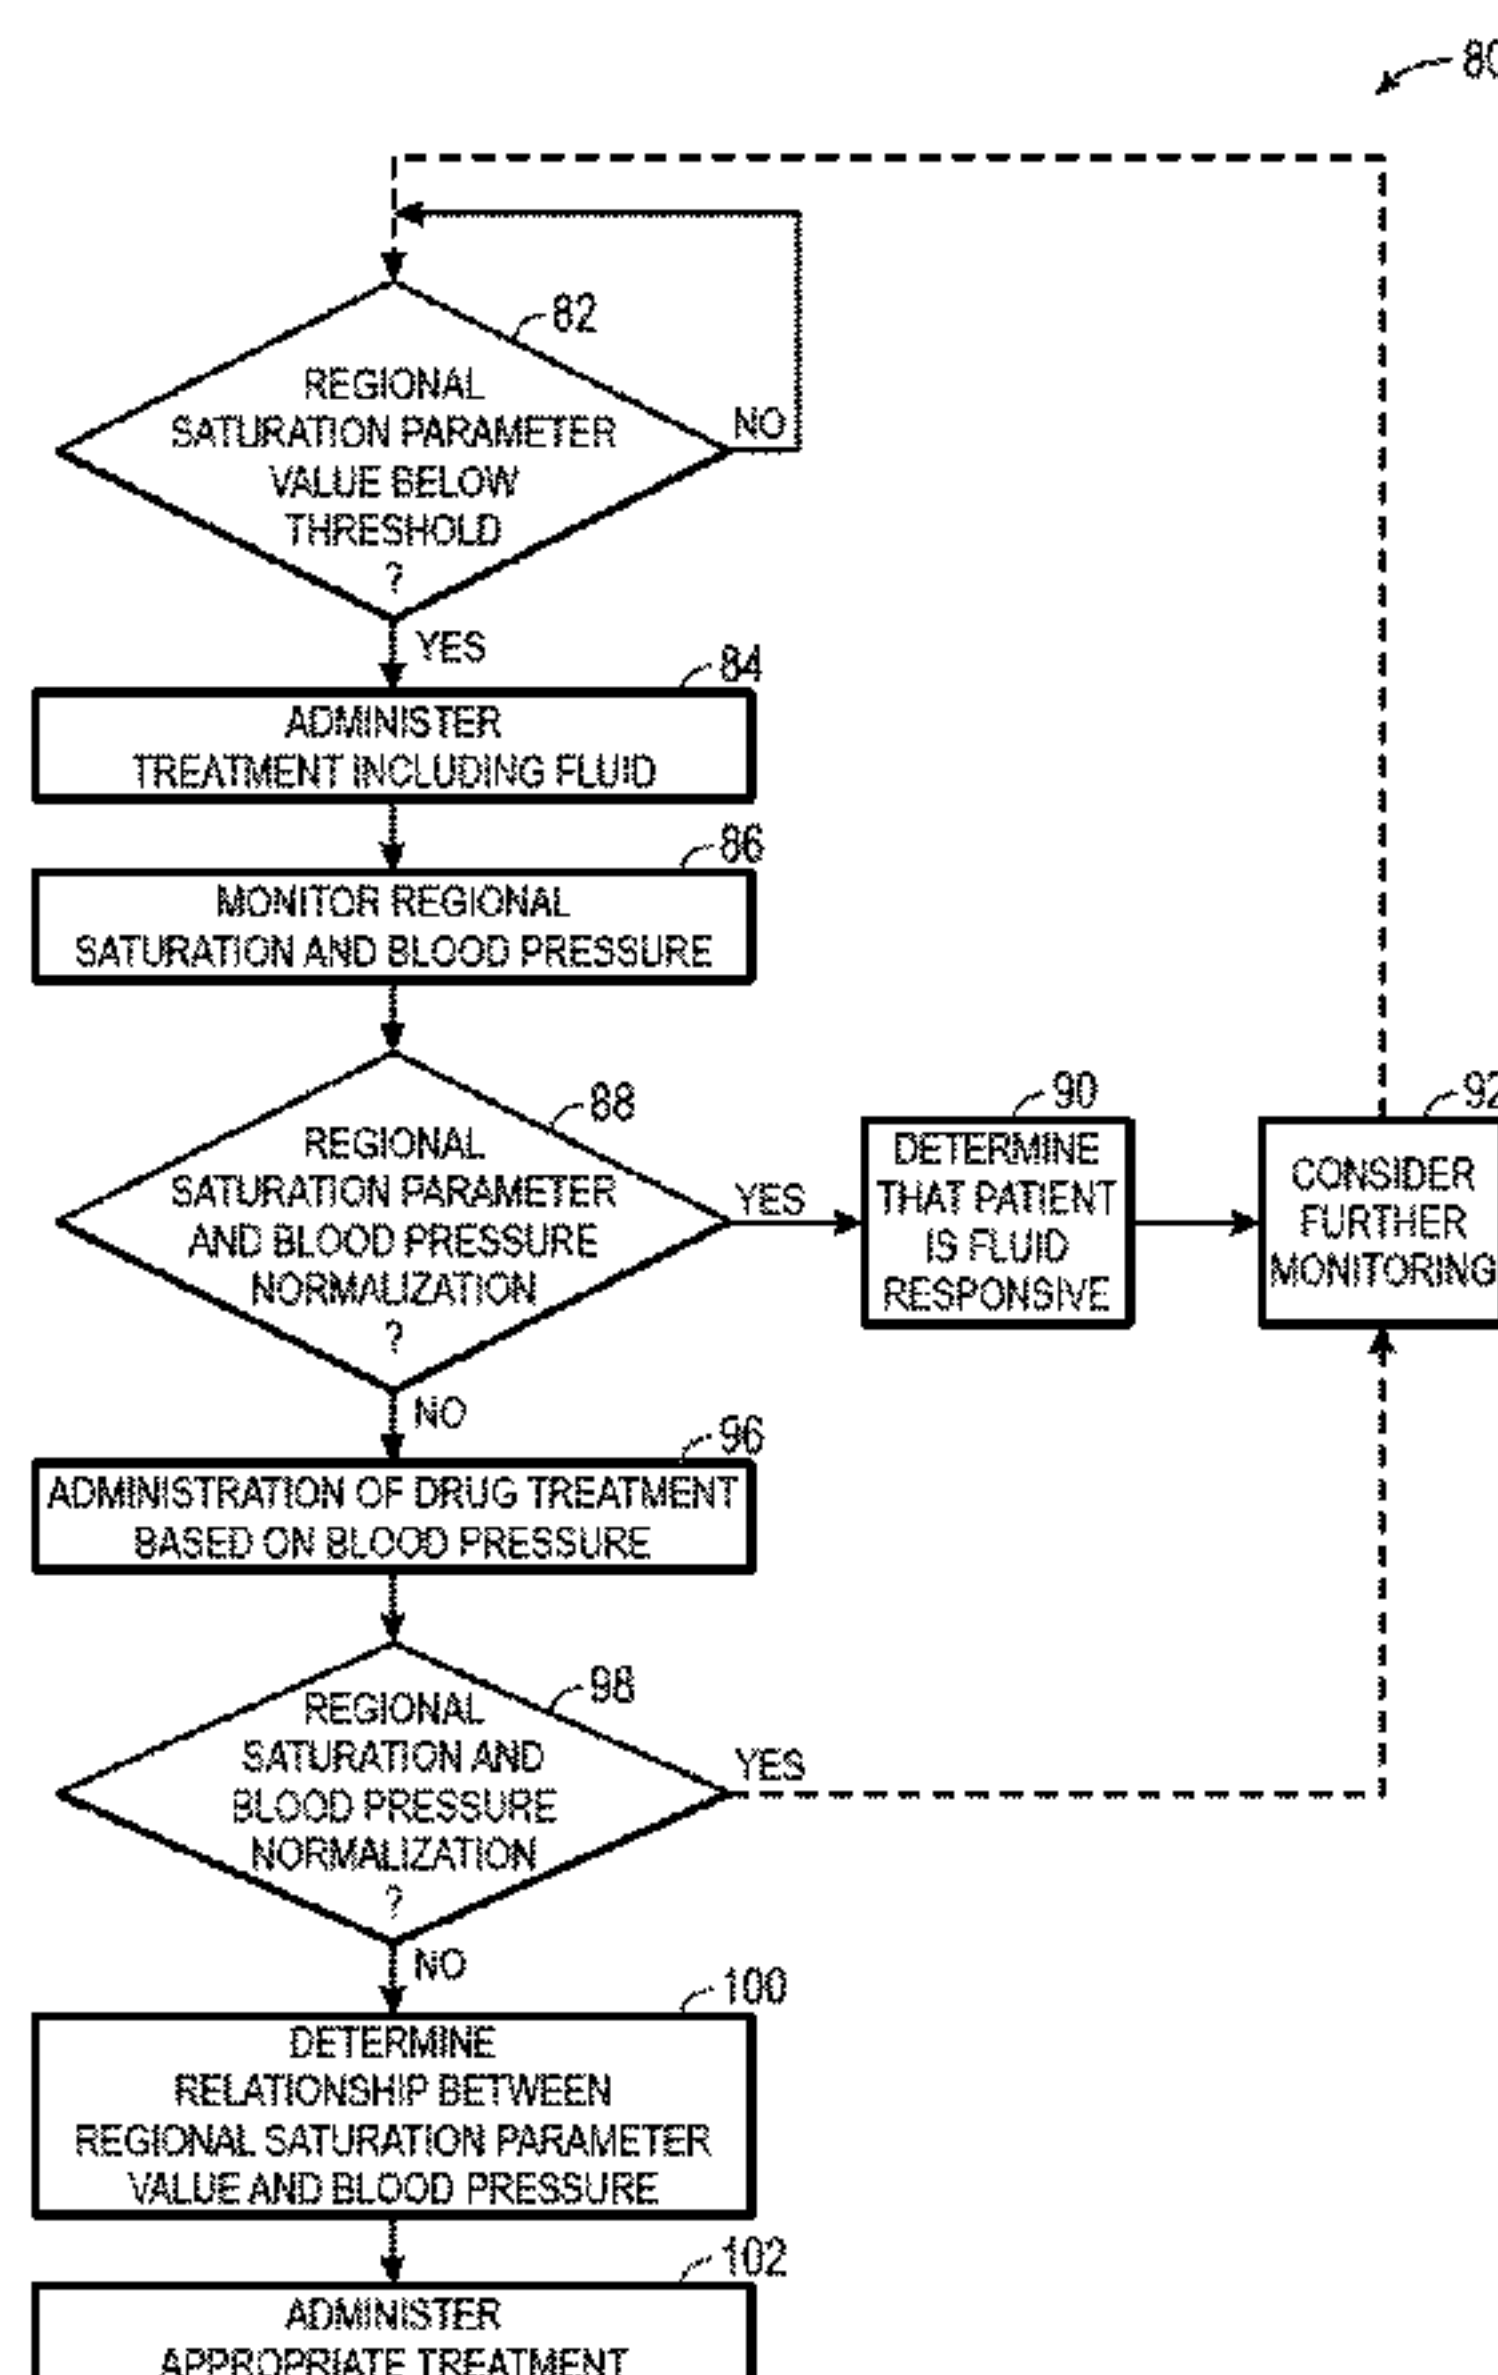 80
82
REGIONAL
SATURATION PARAMETER
VALUE BELOW
THRESHOLD
?
NO
YES
84
ADMINISTER
TREATMENT INCLUDING FLUID
86
MONITOR REGIONAL
SATURATION AND BLOOD PRESSURE
88
REGIONAL
SATURATION PARAMETER
AND BLOOD PRESSURE
NORMALIZATION
?
YES
90
DETERMINE
THAT PATIENT
IS FLUID
RESPONSIVE
92
CONSIDER
FURTHER
MONITORING
NO
96
ADMINISTRATION OF DRUG TREATMENT
BASED ON BLOOD PRESSURE
98
REGIONAL
SATURATION AND
BLOOD PRESSURE
NORMALIZATION
?
YES
NO
100
DETERMINE
RELATIONSHIP BETWEEN
REGIONAL SATURATION PARAMETER
VALUE AND BLOOD PRESSURE
102
ADMINISTER
APPROPRIATE TREATMENT